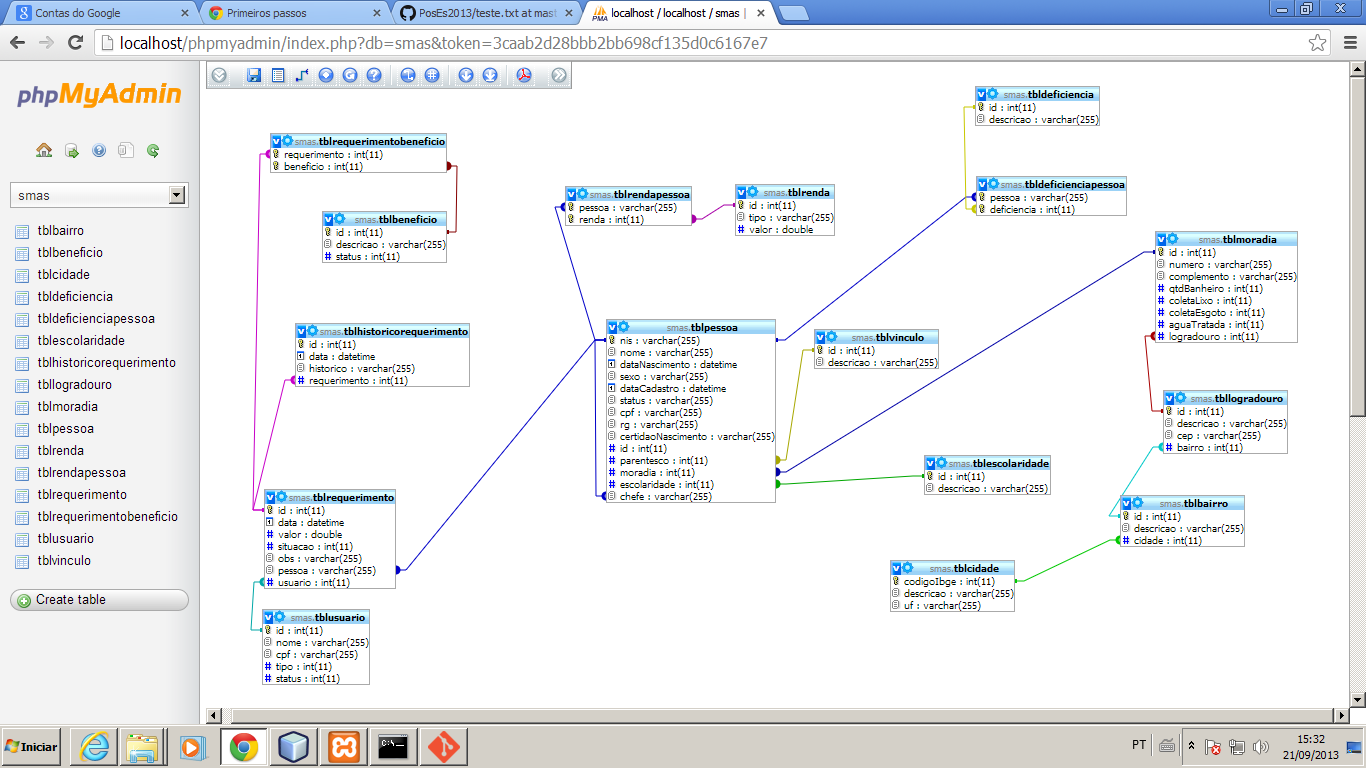 Contas do Google
Primeiros passos
PosEs2013/teste.txt at mast
localhost / localhost / smas |
localhost/phpmyadmin/index.php?db=smas&token=3caab2d28bbb2bb698cf135d0c6167e7
phpMyAdmin
smas
tblbairro
tblbeneficio
tblcidade
tbldeficiencia
tbldeficienciapessoa
tblescolaridade
tblhistoricorequerimento
tbllogradouro
tblmoradia
tblpessoa
tblrenda
tblrendapessoa
tblrequerimento
tblrequerimentobeneficio
tblusuario
tblvinculo
Create table
smas.tblrequerimentobeneficio
requerimento : int(11)
beneficio : int(11)
smas.tblbeneficio
id : int(11)
descricao : varchar(255)
status : int(11)
smas.tblhistoricorequerimento
id : int(11)
data : datetime
historico : varchar(255)
requerimento : int(11)
smas.tblrequerimento
id : int(11)
data : datetime
valor : double
situacao : int(11)
obs : varchar(255)
pessoa : varchar(255)
usuario : int(11)
smas.tblusuario
id : int(11)
nome : varchar(255)
cpf : varchar(255)
tipo : int(11)
status : int(11)
smas.tblrendapessoa
pessoa : varchar(255)
renda : int(11)
smas.tblrenda
id : int(11)
tipo : varchar(255)
valor : double
smas.tblpessoa
nis : varchar(255)
nome : varchar(255)
dataNascimento : datetime
sexo : varchar(255)
dataCadastro : datetime
status : varchar(255)
cpf : varchar(255)
rg : varchar(255)
certidaoNascimento : varchar(255)
id : int(11)
parentesco : int(11)
moradia : int(11)
escolaridade : int(11)
chefe : varchar(255)
smas.tblvinculo
id : int(11)
descricao : varchar(255)
smas.tblescolaridade
id : int(11)
descricao : varchar(255)
smas.tblcidade
codigoIbge : int(11)
descricao : varchar(255)
uf : varchar(255)
smas.tbldeficiencia
id : int(11)
descricao : varchar(255)
smas.tbldeficienciapessoa
pessoa : varchar(255)
deficiencia : int(11)
smas.tblmoradia
id : int(11)
numero : varchar(255)
complemento : varchar(255)
qtdBanheiro : int(11)
coletaLixo : int(11)
coletaEsgoto : int(11)
aguaTratada : int(11)
logradouro : int(11)
smas.tbllogradouro
id : int(11)
descricao : varchar(255)
cep : varchar(255)
bairro : int(11)
smas.tblbairro
id : int(11)
descricao : varchar(255)
cidade : int(11)
Iniciar
PT
15:32
21/09/2013